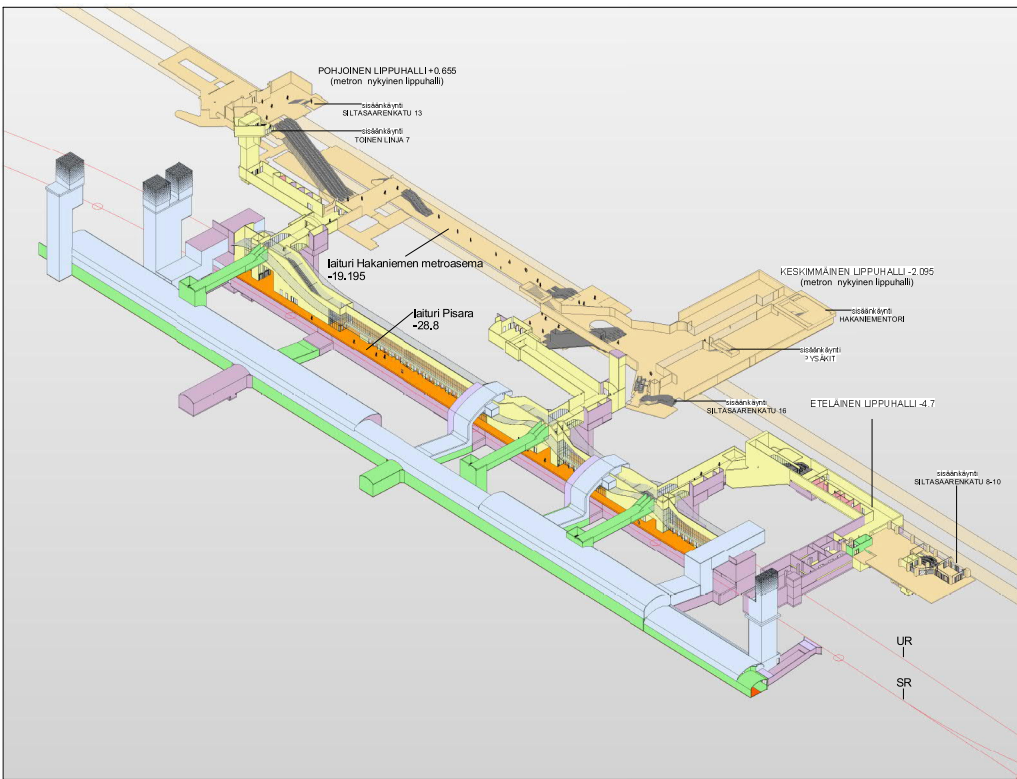 POHJOINEN LIPPUHALLI +0.655
(metron nykyinen lippuhalli)
sisäänkäynti
SILTASAARENKATU 13
sisäänkäynti
TOINEN LINJA 7
laituri Hakaniemen metroasema
-19.195
laituri Pisara
-28.8
KESKIMMÄINEN LIPPUHALLI -2.095
(metron nykyinen lippuhalli)
sisäänkäynti
HAKANIEMENTORI
sisäänkäynti
PYSÄKIT
sisäänkäynti
SILTASAARENKATU 16
ETELÄINEN LIPPUHALLI -4.7
sisäänkäynti
SILTASAARENKATU 8-10
UR
SR